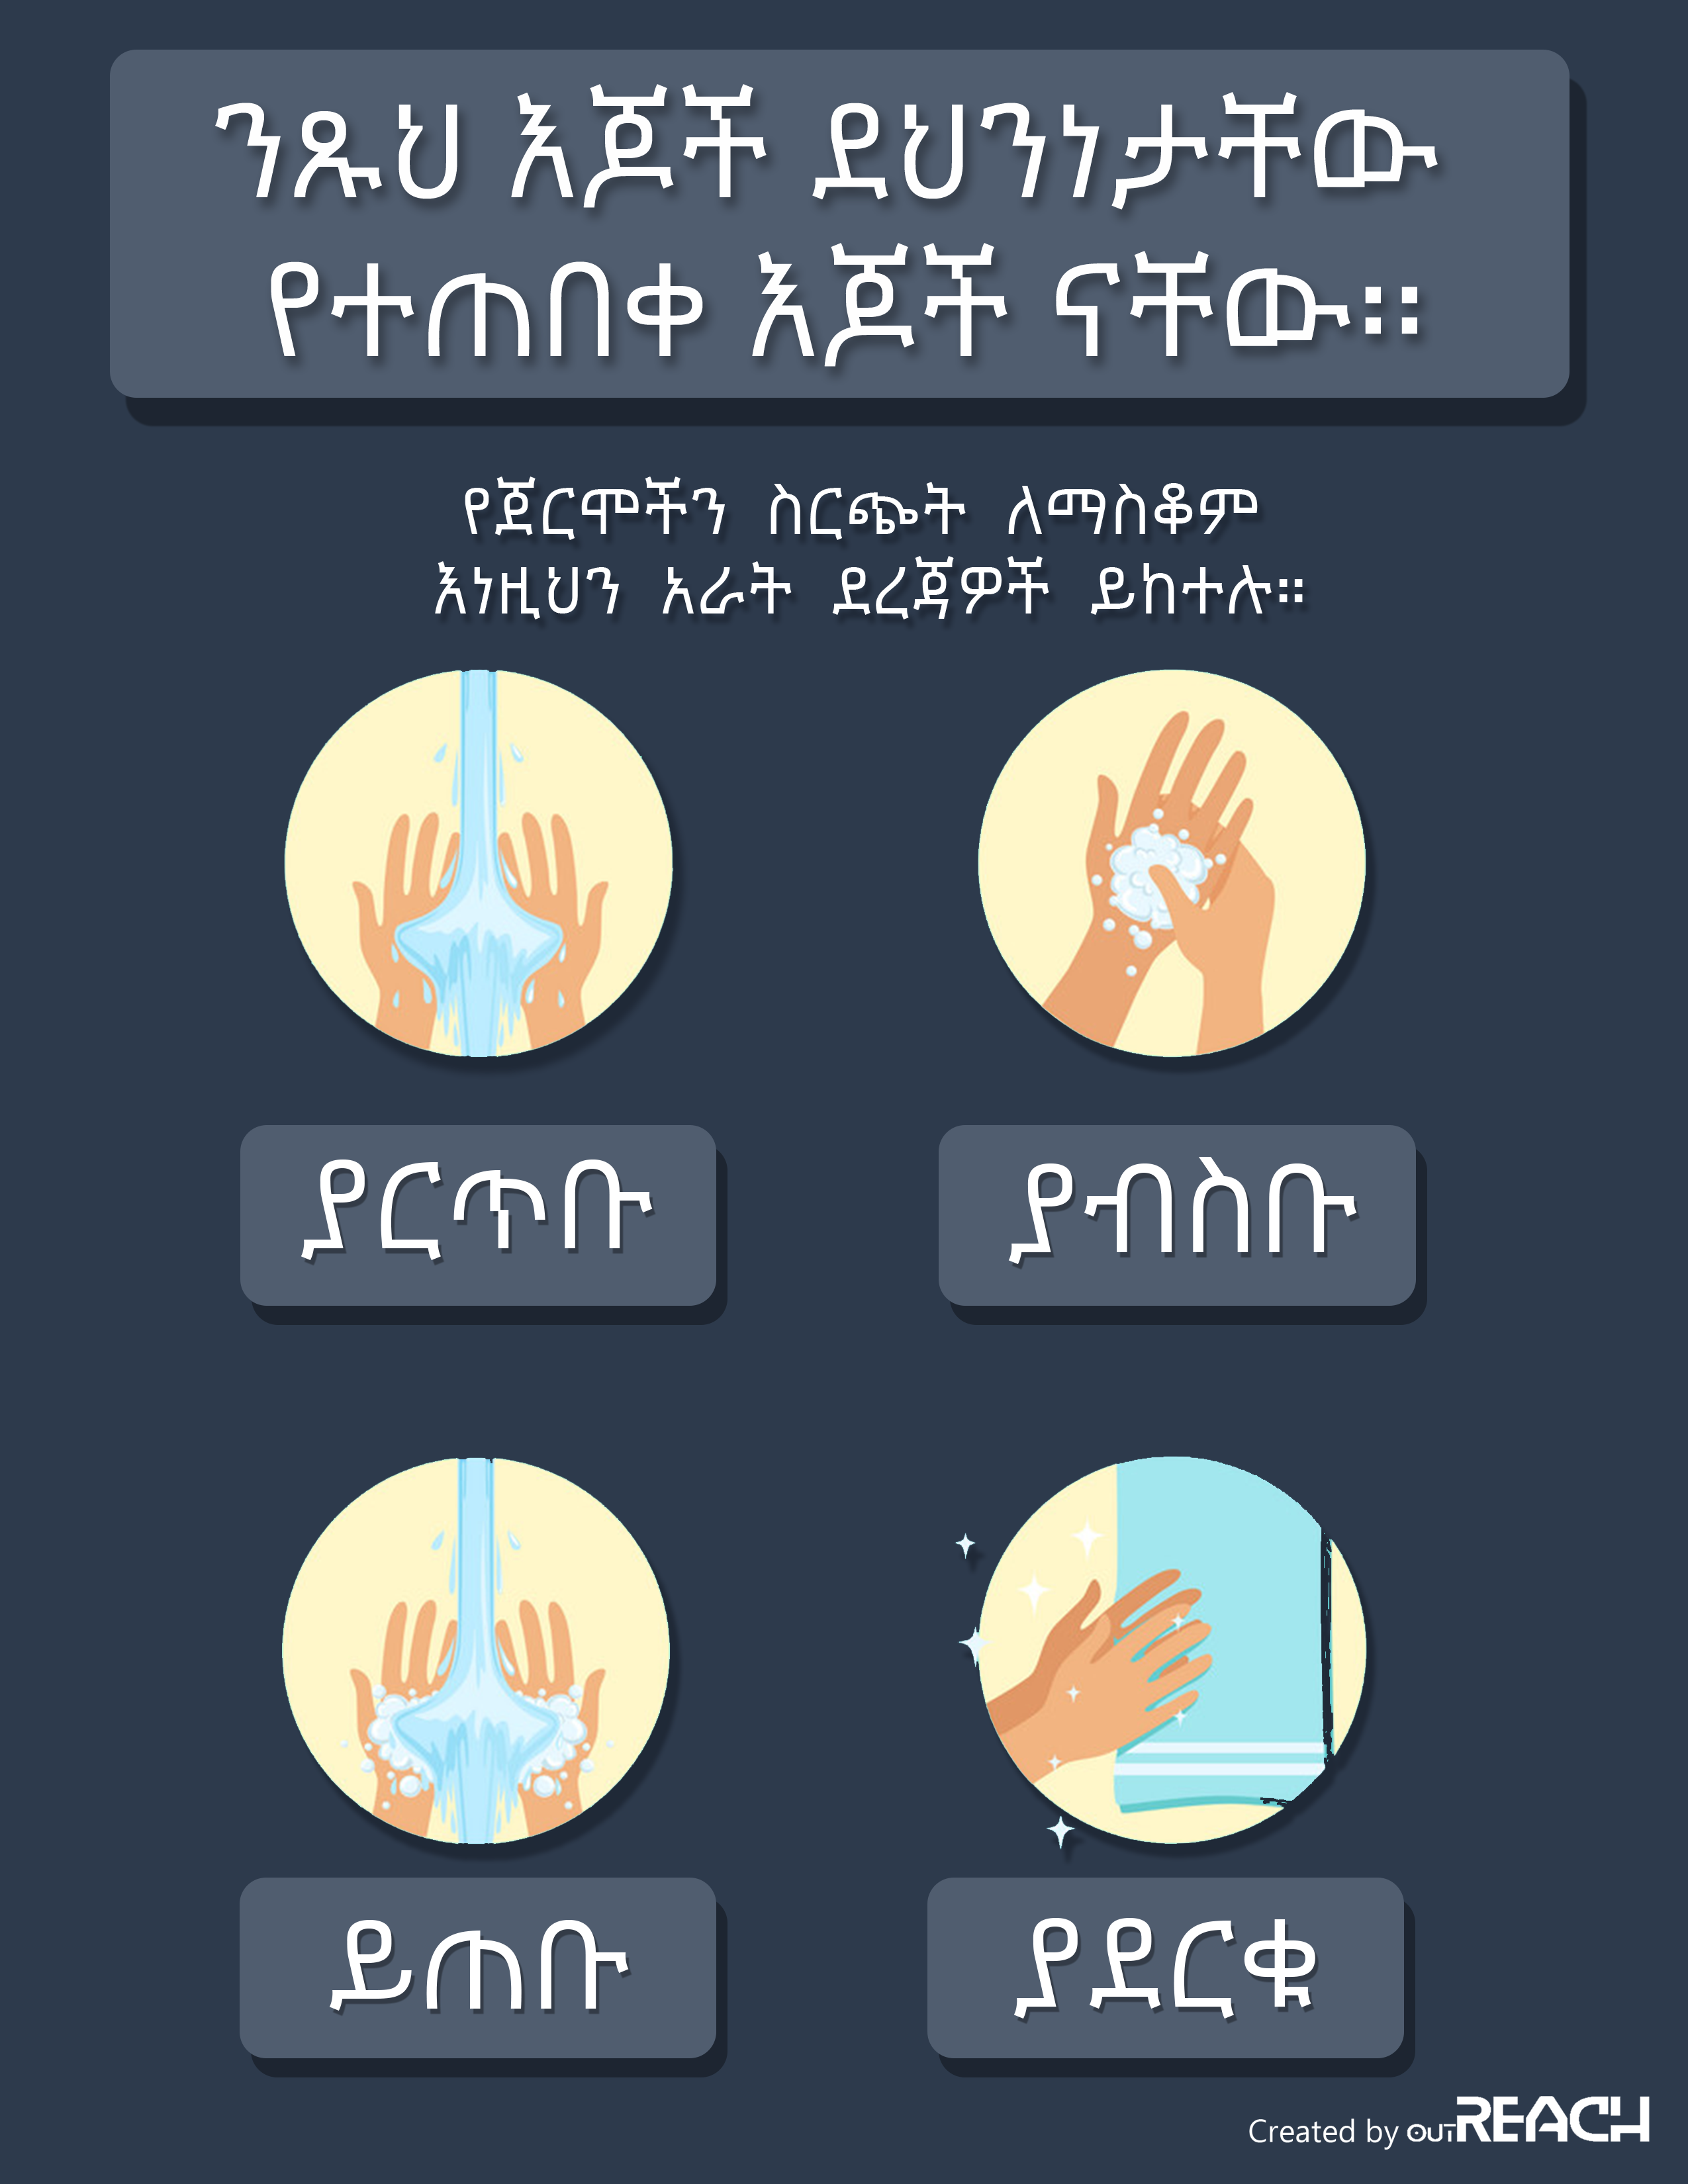 ንጹህ እጆች ደህንነታቸው
የተጠበቀ እጆች ናቸው።
የጀርሞችን ስርጭት ለማስቆም
እነዚህን አራት ደረጃዎች ይከተሉ።
ያርጥቡ
ያብስቡ
ይጠቡ
ያደርቁ
Created by OUTREACH